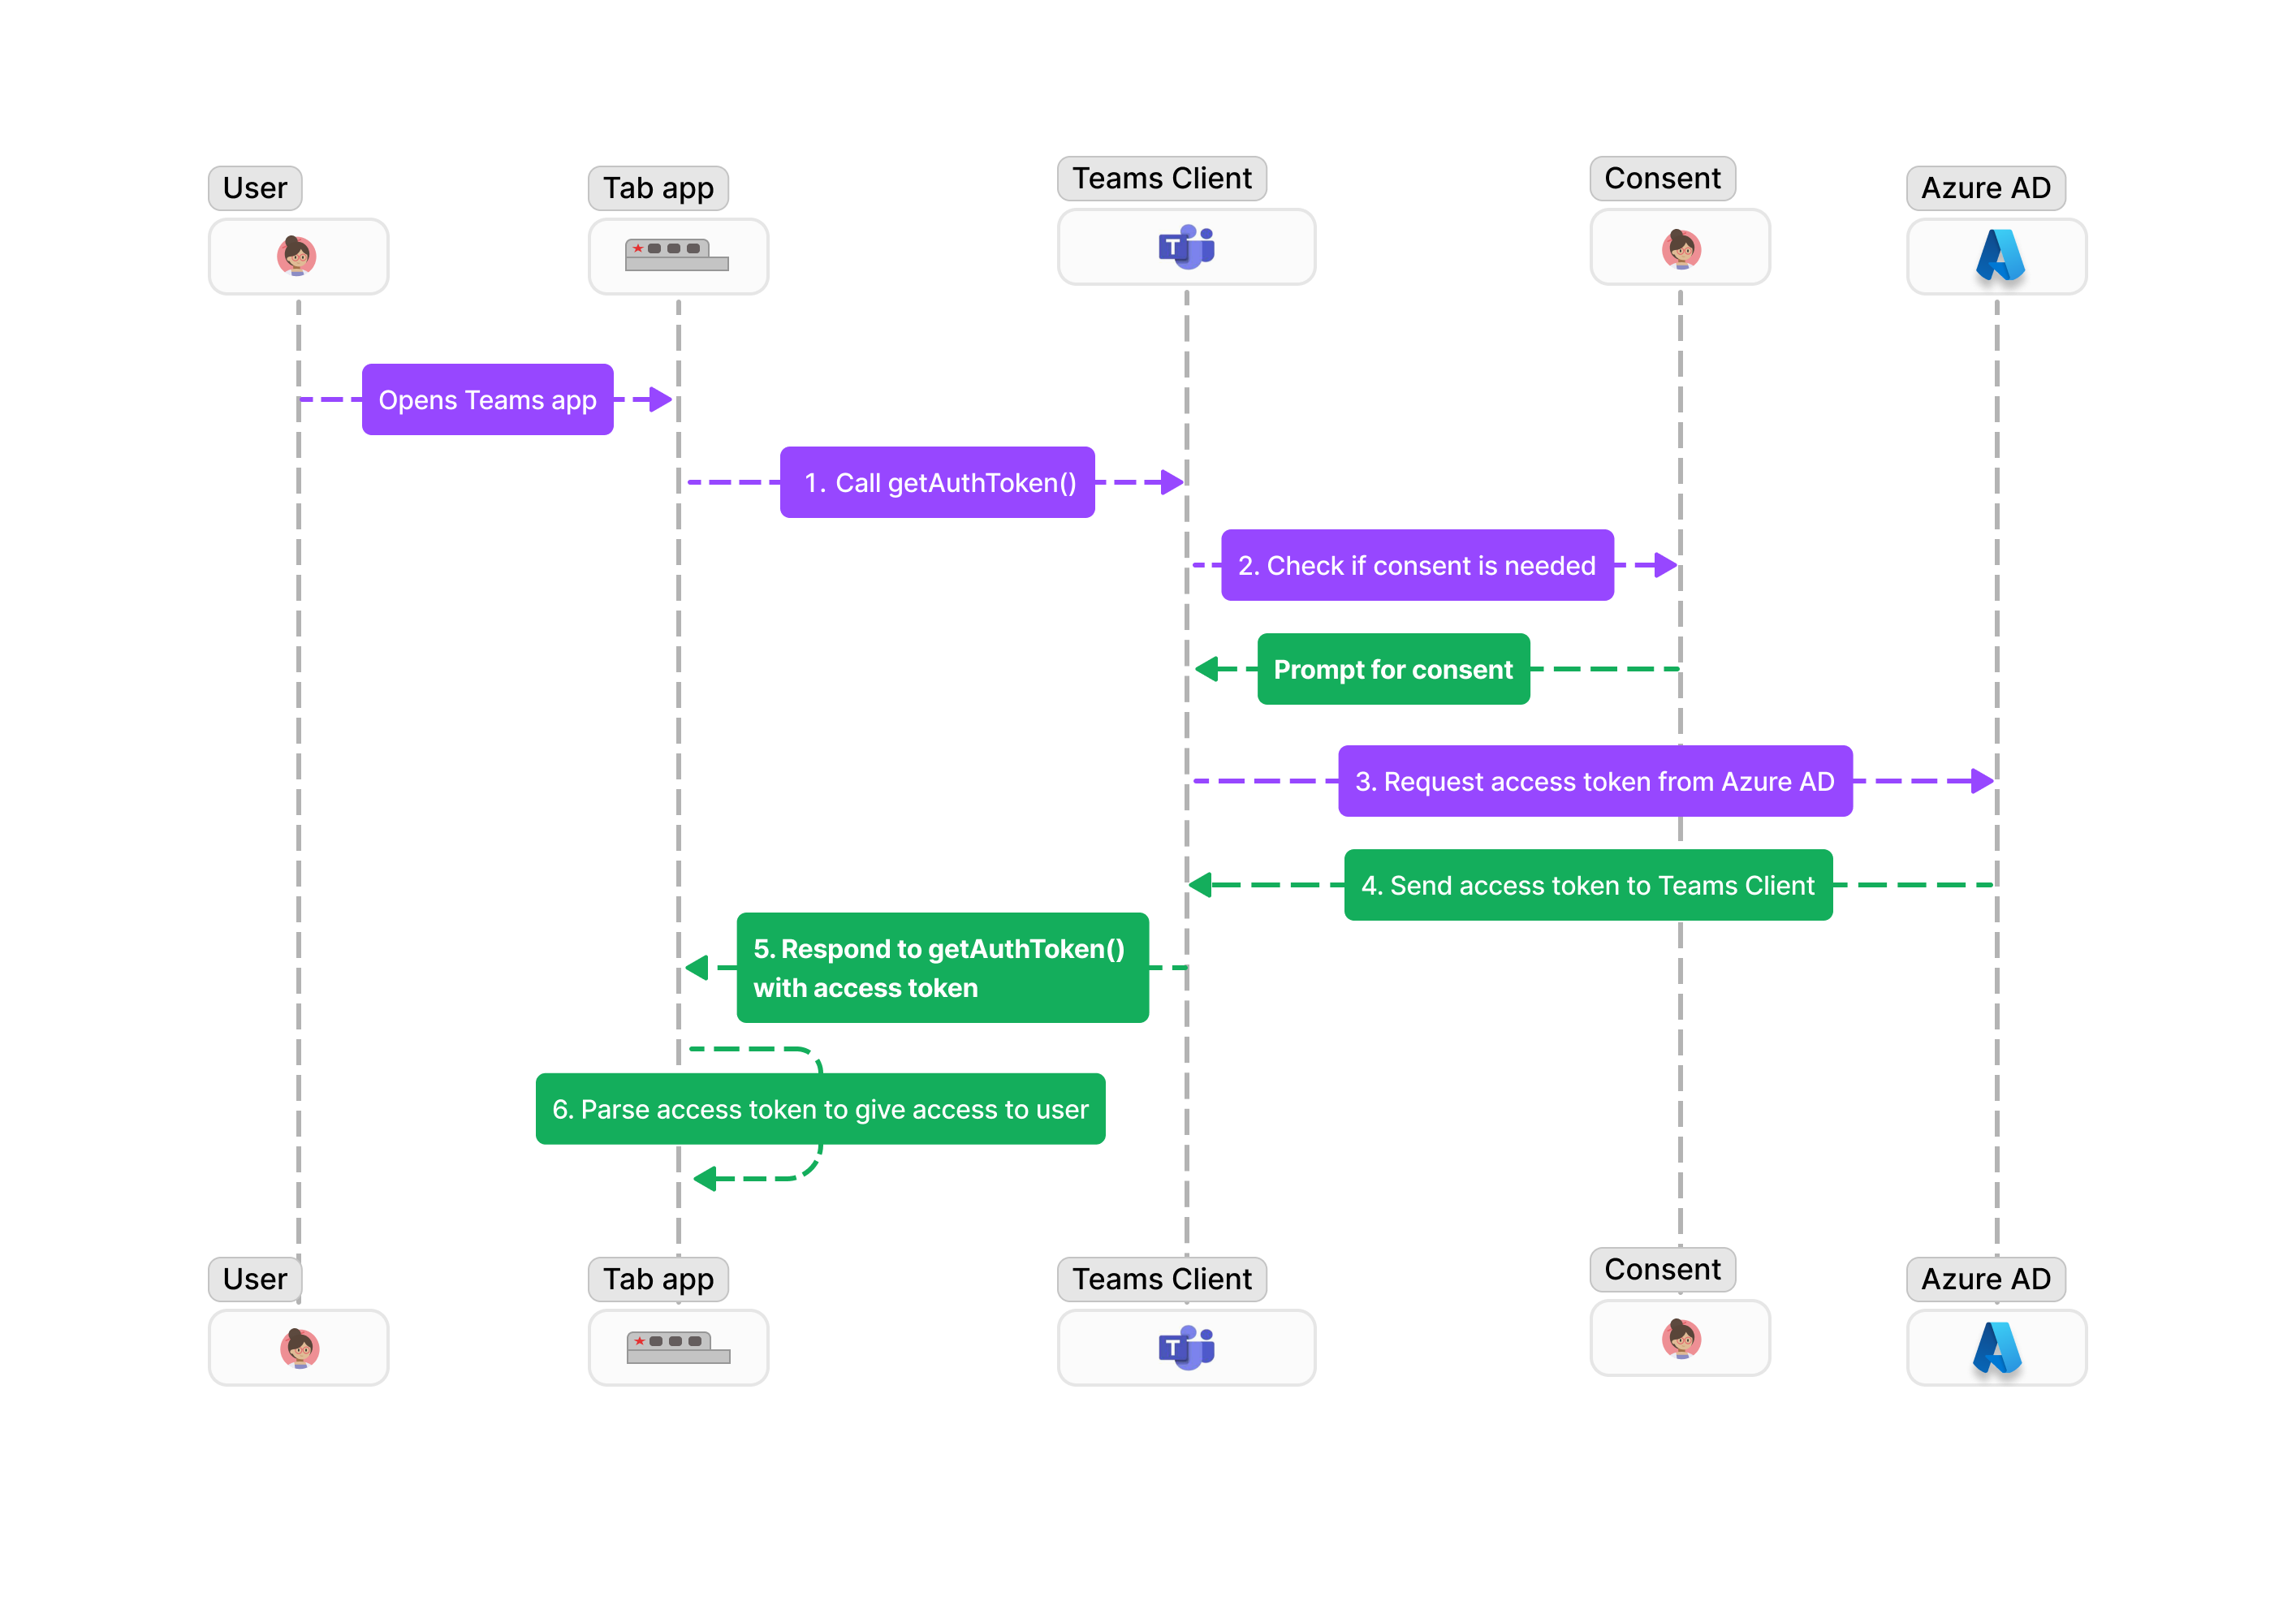 User
Tab app
Teams Client
Consent
Azure AD
T
Opens Teams app
1. Call getAuthToken()
2. Check if consent is needed
Prompt for consent
3. Request access token from Azure AD
4. Send access token to Teams Client
5. Respond to getAuthToken()
with access token
6. Parse access token to give access to user
User
Tab app
Teams Client
Consent
Azure AD
T